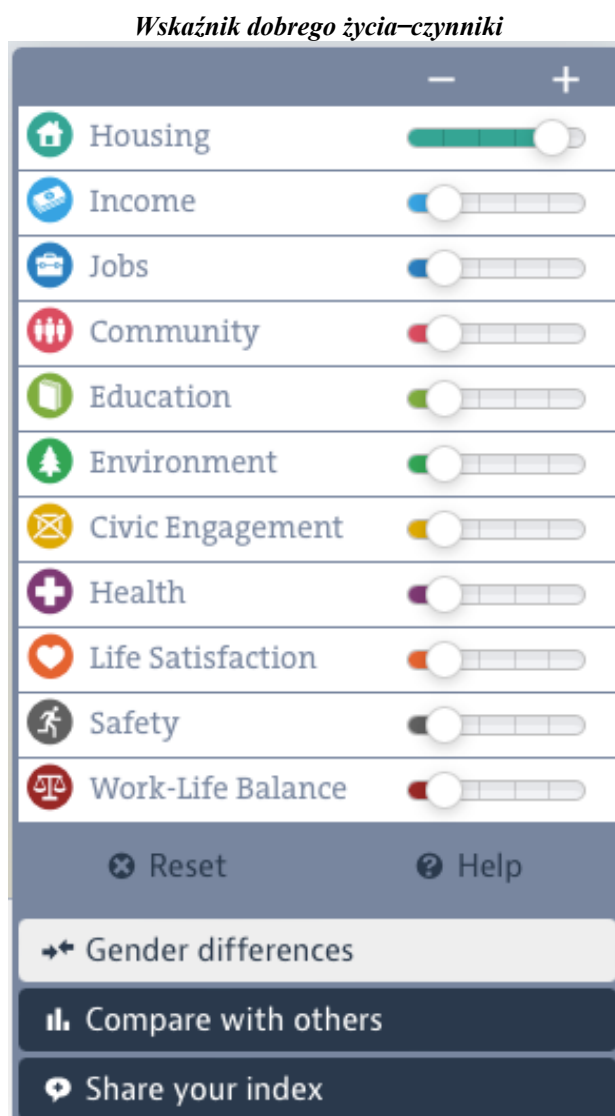 Wskaźnik dobrego życia–czynniki
− +
Housing
Income
Jobs
Community
Education
Environment
Civic Engagement
Health
Life Satisfaction
Safety
Work-Life Balance
Reset Help
Gender differences
Compare with others
Share your index